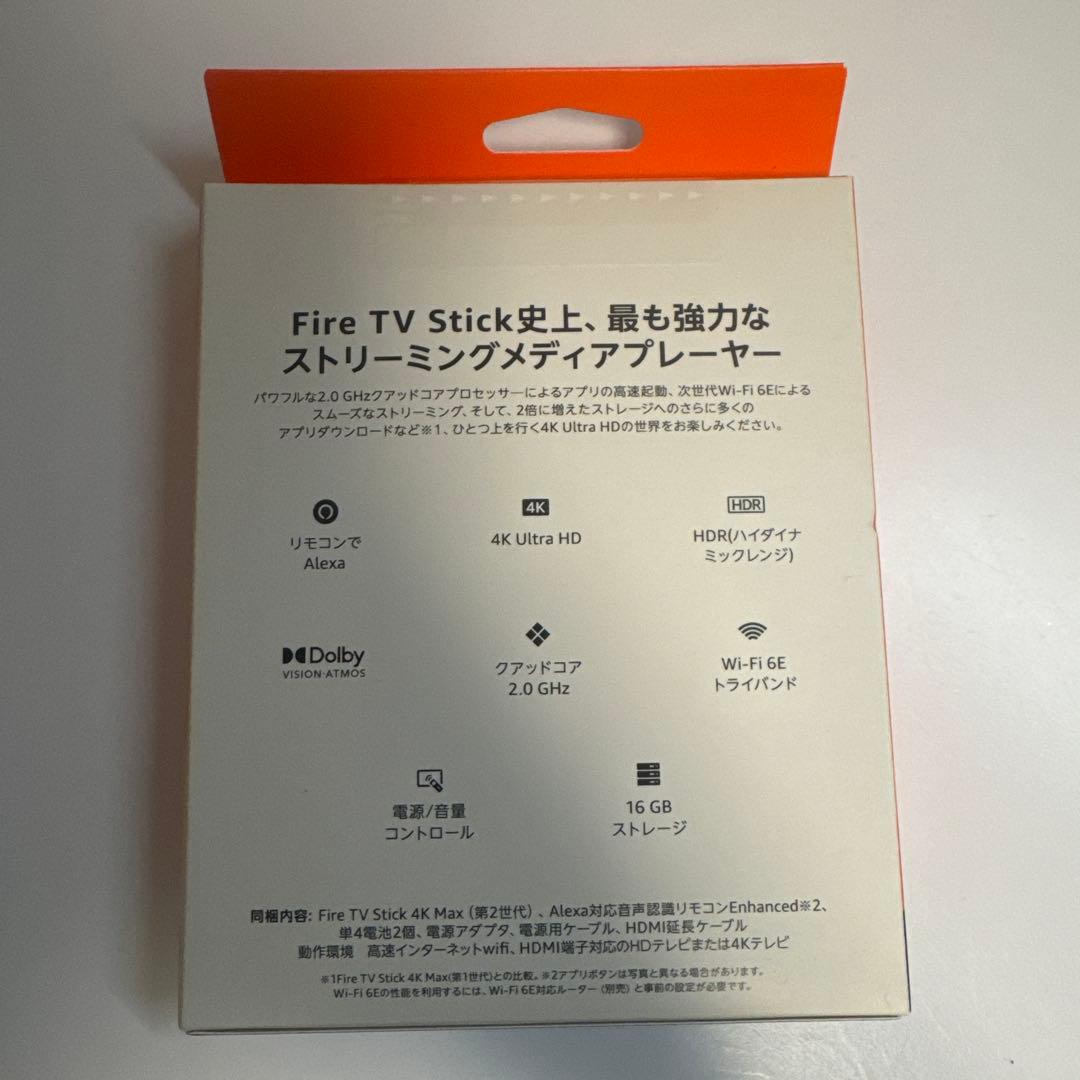 Fire TV Stick史上、最も強力な
ストリーミングメディアプレーヤー
パワフルな2.0 GHzクアッドコアプロセッサーによるアプリの高速起動、次世代Wi-Fi 6Eによる
スムーズなストリーミング、そして、2倍に増えたストレージへのさらに多くの
アプリダウンロードなど※1、ひとつ上を行く4K Ultra HDの世界をお楽しみください。
リモコンで
Alexa
4K
4K Ultra HD
HDR
HDR(ハイダイナ
ミックレンジ)
Dolby
VISION·ATMOS
クアッドコア
2.0 GHz
Wi-Fi 6E
トライバンド
電源/音量
コントロール
16 GB
ストレージ
同梱内容: Fire TV Stick 4K Max（第2世代）、Alexa対応音声認識リモコンEnhanced※2、
単4電池2個、電源アダプタ、電源用ケーブル、HDMI延長ケーブル
動作環境　高速インターネットwifi、HDMI端子対応のHDテレビまたは4Kテレビ
※1Fire TV Stick 4K Max(第1世代)との比較。※2アプリボタンは写真と異なる場合があります。
Wi-Fi 6Eの性能を利用するには、Wi-Fi 6E対応ルーター（別売）と事前の設定が必要です。